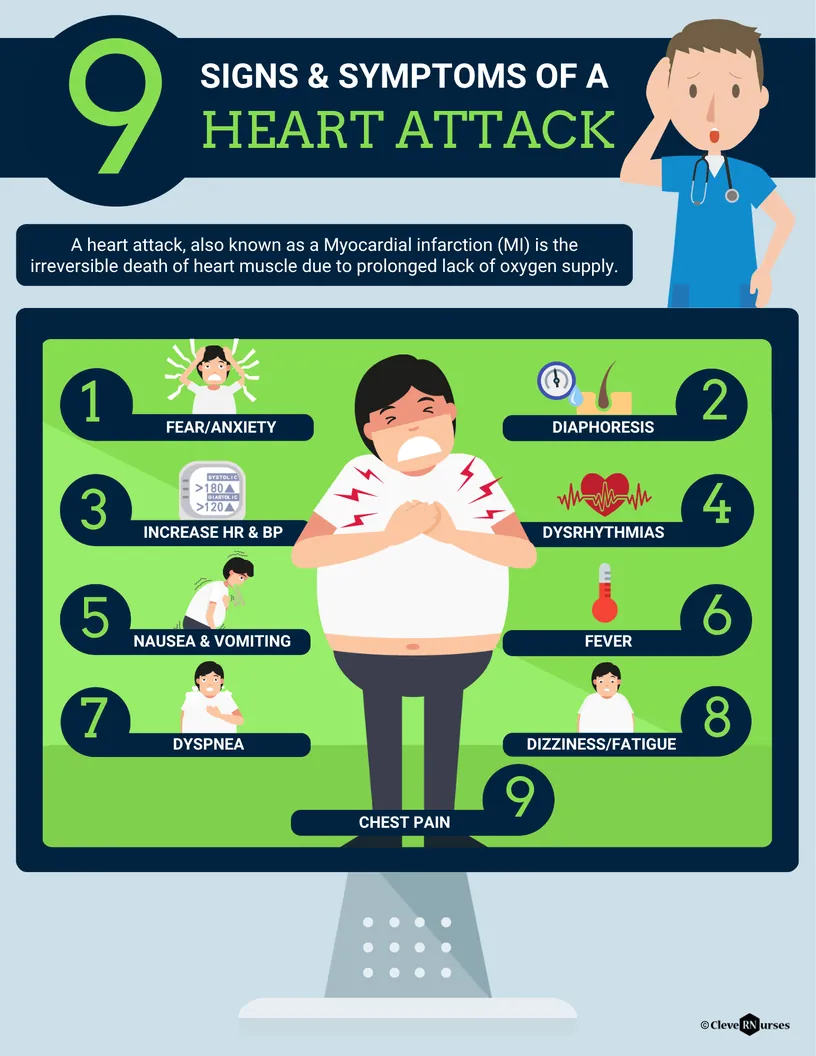 9
SIGNS & SYMPTOMS OF A
HEART ATTACK
A heart attack, also known as a Myocardial infarction (MI) is the
irreversible death of heart muscle due to prolonged lack of oxygen supply.
1
FEAR/ANXIETY
2
DIAPHORESIS
3
SYSTOLIC
>180▲
DIASTOLIC
>120▲
INCREASE HR & BP
4
DYSRHYTHMIAS
5
NAUSEA & VOMITING
6
FEVER
7
DYSPNEA
8
DIZZINESS/FATIGUE
9
CHEST PAIN
©CleveRNurses